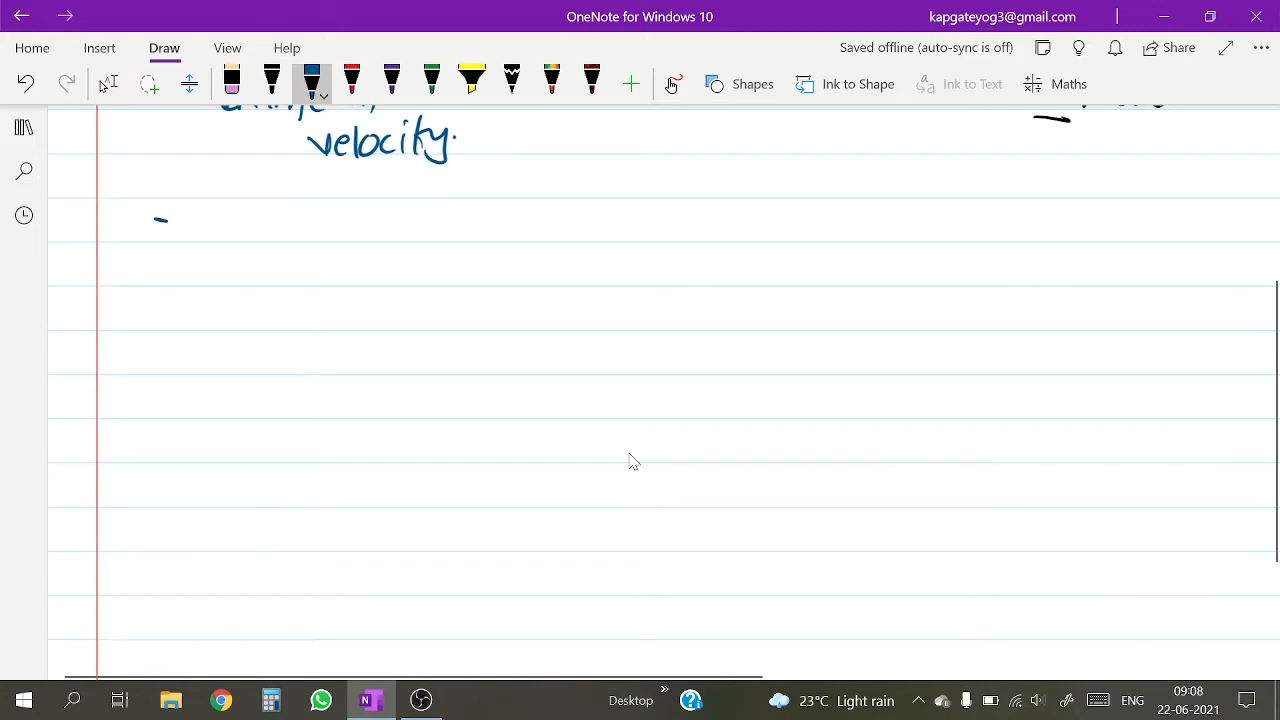 OneNote for Windows 10
kapgateyog3@gmail.com
Home Insert Draw View Help
Saved offline (auto-sync is off)
Share
Shapes
Ink to Shape
Ink to Text
Maths
velocity.
-
Desktop
23°C Light rain
ENG
09:08
22-06-2021